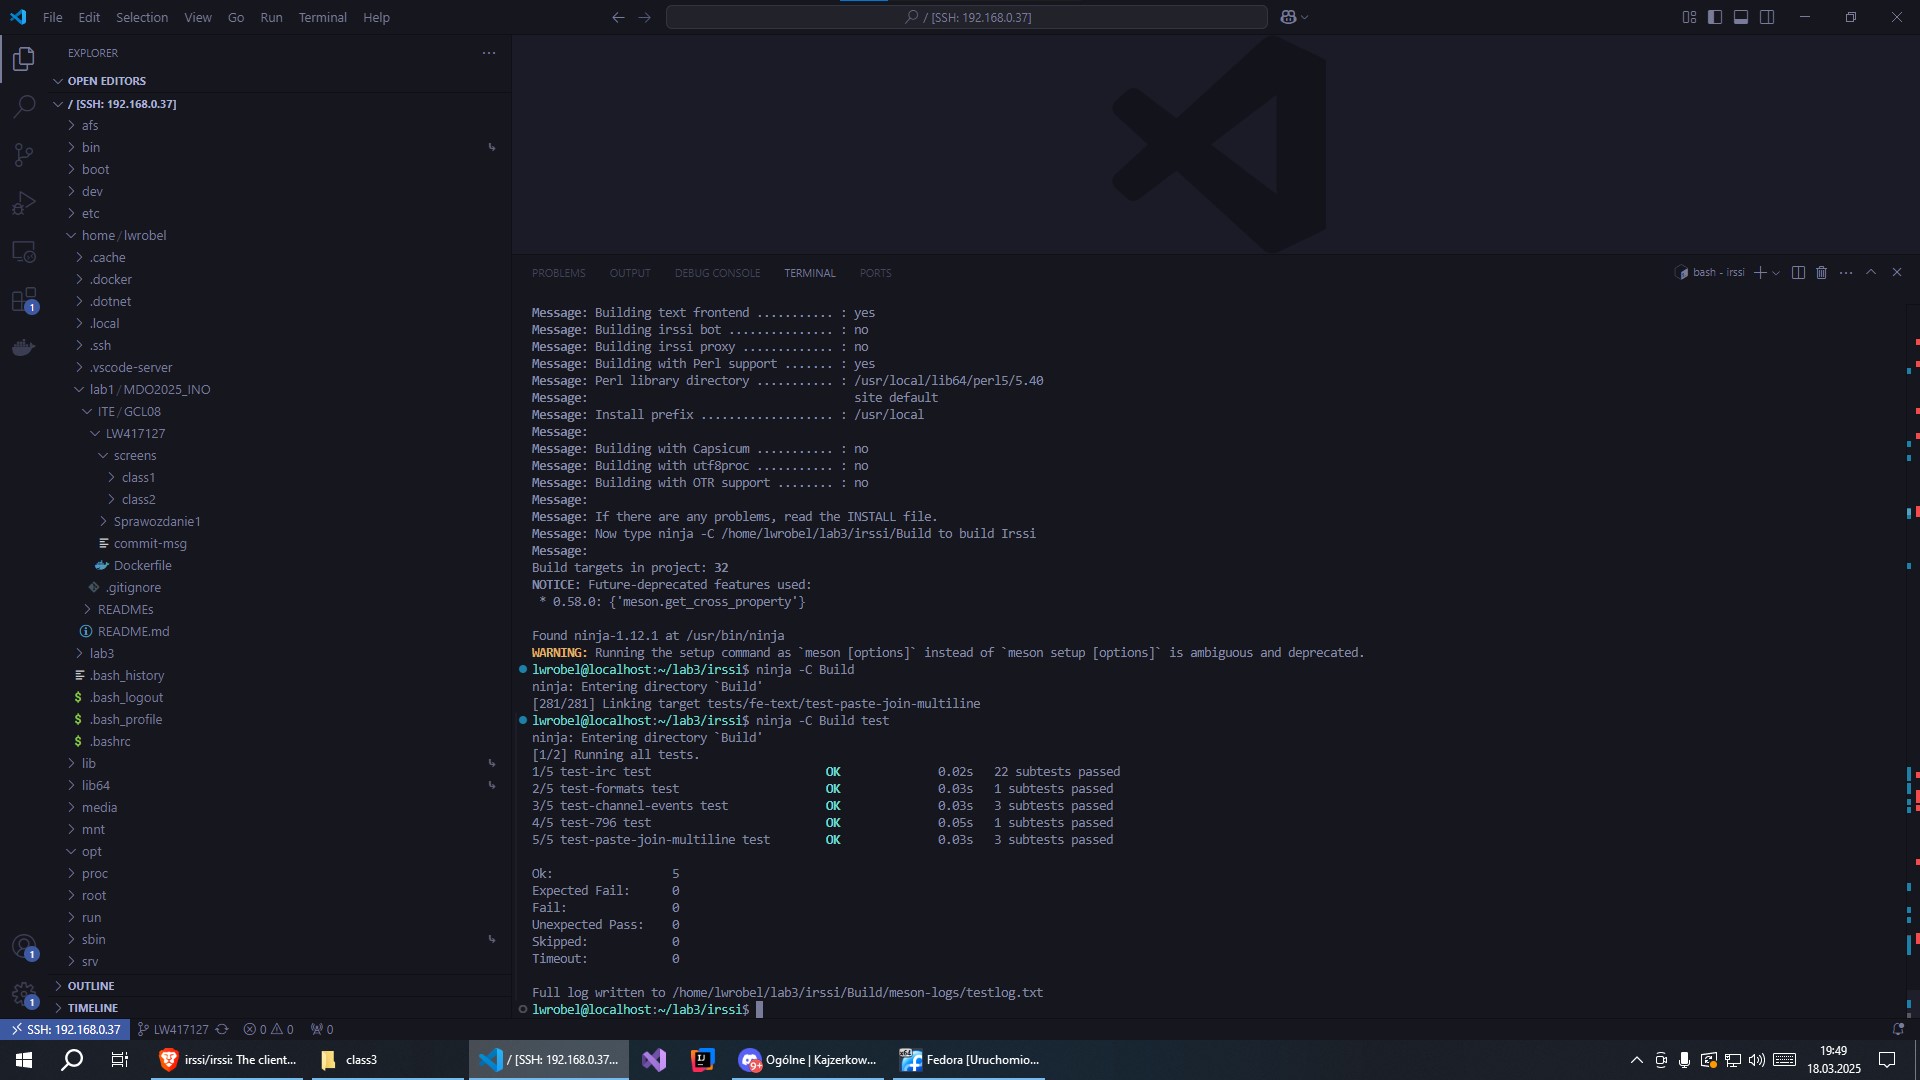 File Edit Selection View Go Run Terminal Help
/ [SSH: 192.168.0.37]
EXPLORER
OPEN EDITORS
/ [SSH: 192.168.0.37]
afs
bin
boot
dev
etc
home / lwrobel
.cache
.docker
.dotnet
.local
.ssh
.vscode-server
lab1 / MDO2025_INO
ITE / GCL08
LW417127
screens
class1
class2
Sprawozdanie1
commit-msg
Dockerfile
.gitignore
READMEs
README.md
lab3
.bash_history
.bash_logout
.bash_profile
.bashrc
lib
lib64
media
mnt
opt
proc
root
run
sbin
srv
OUTLINE
TIMELINE
1
1
1
PROBLEMS OUTPUT DEBUG CONSOLE TERMINAL PORTS
bash - irssi
Message: Building text frontend ........... : yes
Message: Building irssi bot ............... : no
Message: Building irssi proxy ............. : no
Message: Building with Perl support ....... : yes
Message: Perl library directory ........... : /usr/local/lib64/perl5/5.40
Message: site default
Message: Install prefix ................... : /usr/local
Message:
Message: Building with Capsicum ........... : no
Message: Building with utf8proc ........... : no
Message: Building with OTR support ........ : no
Message:
Message: If there are any problems, read the INSTALL file.
Message: Now type ninja -C /home/lwrobel/lab3/irssi/Build to build Irssi
Message:
Build targets in project: 32
NOTICE: Future-deprecated features used:
* 0.58.0: {'meson.get_cross_property'}
Found ninja-1.12.1 at /usr/bin/ninja
WARNING: Running the setup command as `meson [options]` instead of `meson setup [options]` is ambiguous and deprecated.
lwrobel@localhost:~/lab3/irssi$ ninja -C Build
ninja: Entering directory `Build'
[281/281] Linking target tests/fe-text/test-paste-join-multiline
lwrobel@localhost:~/lab3/irssi$ ninja -C Build test
ninja: Entering directory `Build'
[1/2] Running all tests.
1/5 test-irc test OK 0.02s 22 subtests passed
2/5 test-formats test OK 0.03s 1 subtests passed
3/5 test-channel-events test OK 0.03s 3 subtests passed
4/5 test-796 test OK 0.05s 1 subtests passed
5/5 test-paste-join-multiline test OK 0.03s 3 subtests passed
Ok: 5
Expected Fail: 0
Fail: 0
Unexpected Pass: 0
Skipped: 0
Timeout: 0
Full log written to /home/lwrobel/lab3/irssi/Build/meson-logs/testlog.txt
lwrobel@localhost:~/lab3/irssi$
SSH: 192.168.0.37 LW417127 0 0 0
irssi/irssi: The client... class3 / [SSH: 192.168.0.37... Ogólne | Kajzerkow... Fedora [Uruchomio...
19:49
18.03.2025